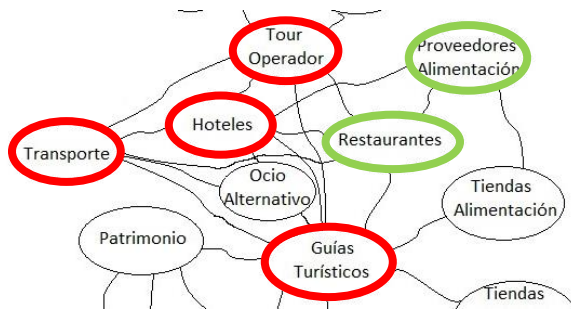 Tour
Operador
Proveedores
Alimentación
Hoteles
Restaurantes
Transporte
Ocio
Alternativo
Tiendas
Alimentación
Patrimonio
Guías
Turísticos
Tiendas